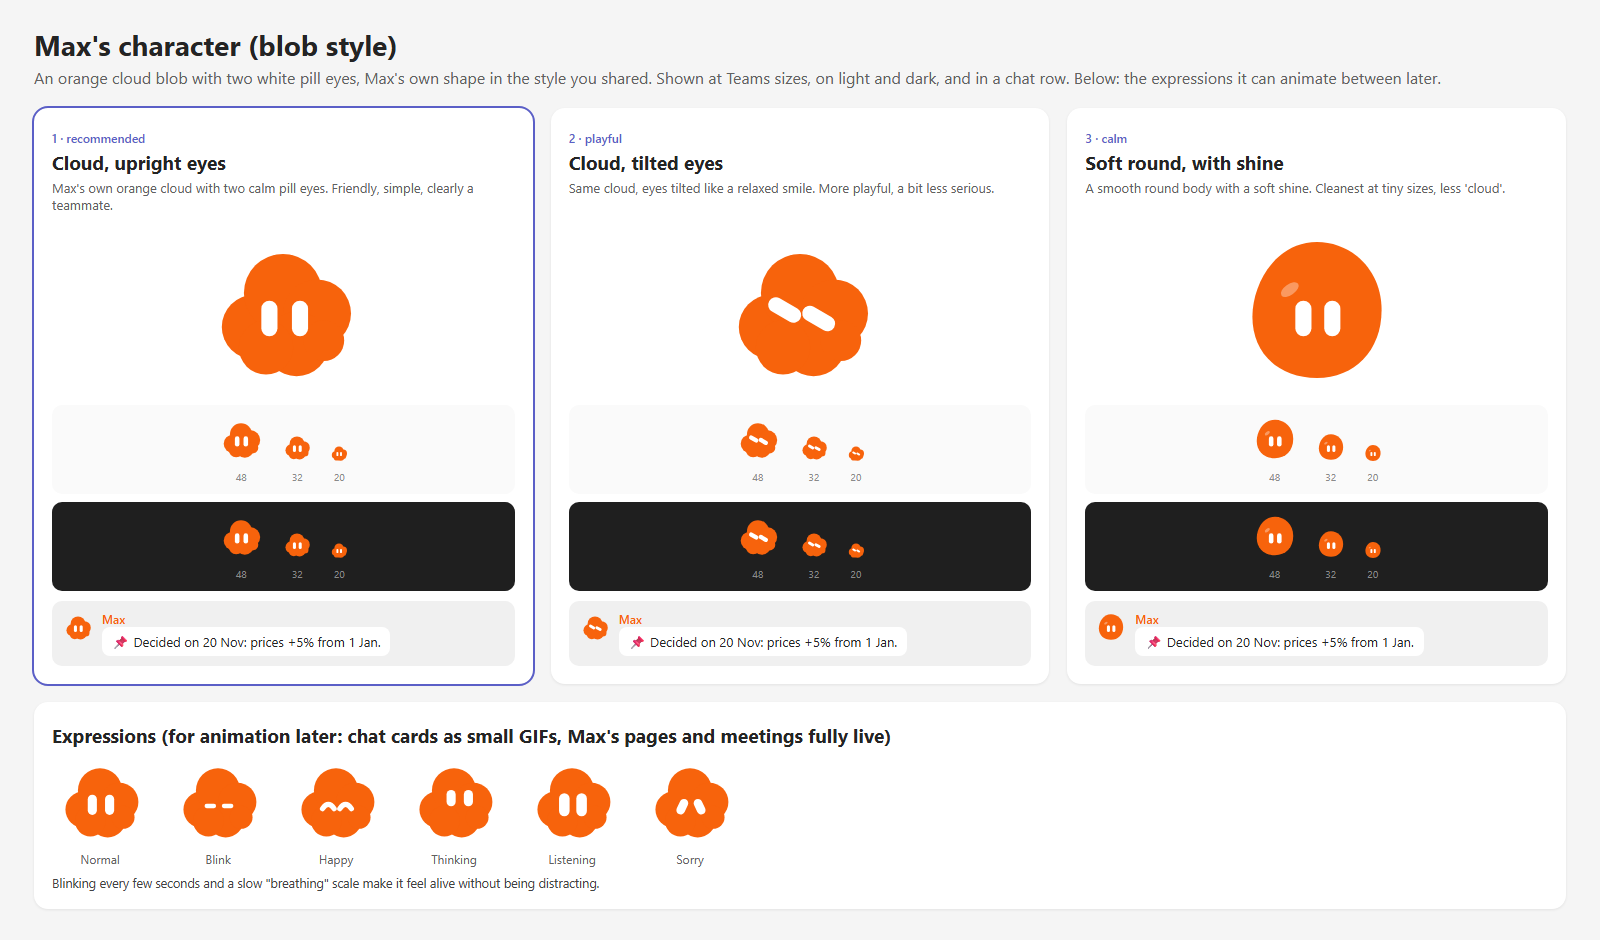 Max's character (blob style)
An orange cloud blob with two white pill eyes, Max's own shape in the style you shared. Shown at Teams sizes, on light and dark, and in a chat row. Below: the expressions it can animate between later.
1 · recommended
Cloud, upright eyes
Max's own orange cloud with two calm pill eyes. Friendly, simple, clearly a
teammate.
48
32
20
48
32
20
Max
📌 Decided on 20 Nov: prices +5% from 1 Jan.
2 · playful
Cloud, tilted eyes
Same cloud, eyes tilted like a relaxed smile. More playful, a bit less serious.
48
32
20
48
32
20
Max
📌 Decided on 20 Nov: prices +5% from 1 Jan.
3 · calm
Soft round, with shine
A smooth round body with a soft shine. Cleanest at tiny sizes, less 'cloud'.
48
32
20
48
32
20
Max
📌 Decided on 20 Nov: prices +5% from 1 Jan.
Expressions (for animation later: chat cards as small GIFs, Max's pages and meetings fully live)
Normal
Blink
Happy
Thinking
Listening
Sorry
Blinking every few seconds and a slow "breathing" scale make it feel alive without being distracting.